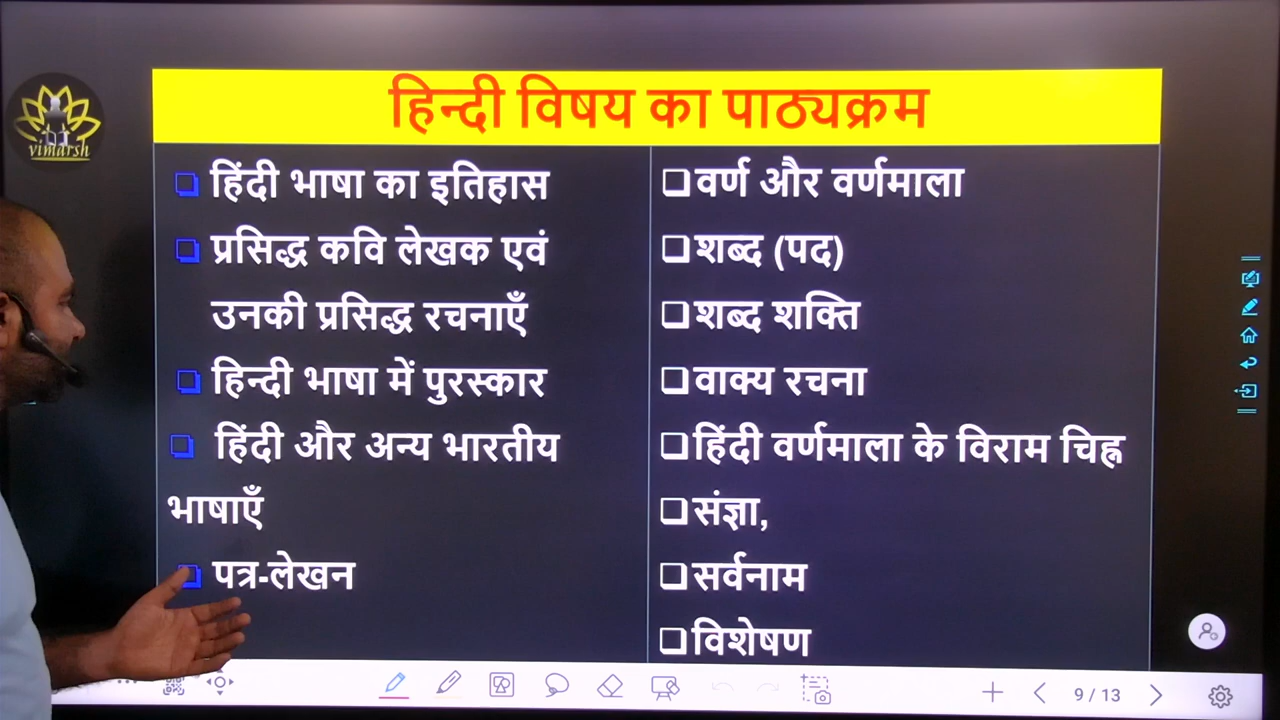 हिन्दी विषय का पाठ्यक्रम
vimarsh
हिंदी भाषा का इतिहास
प्रसिद्ध कवि लेखक एवं
उनकी प्रसिद्ध रचनाएँ
हिन्दी भाषा में पुरस्कार
हिंदी और अन्य भारतीय
भाषाएँ
पत्र-लेखन
वर्ण और वर्णमाला
शब्द (पद)
शब्द शक्ति
वाक्य रचना
हिंदी वर्णमाला के विराम चिह्न
संज्ञा,
सर्वनाम
विशेषण
9 / 13